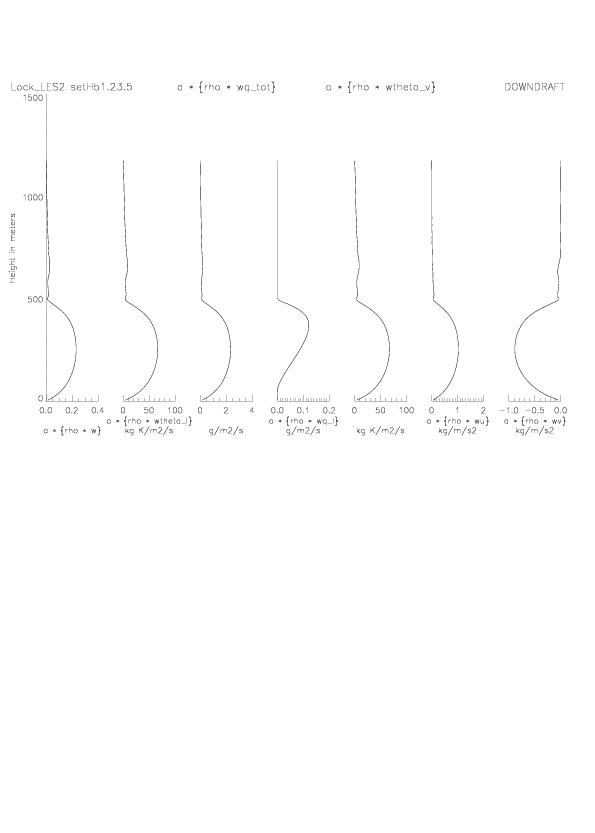 Lock_LES2 setHb1.23.5 a * {rho * wq_tot} a * {rho * wtheta_v} DOWNDRAFT
1500
1000
500
0
Height in meters
0.0 0.2 0.4 0 50 100 0 2 4 0.0 0.1 0.2 0 50 100 0 1 2 -1.0 -0.5 0.0
a * {rho * wtheta_l} a * {rho * wq_l} a * {rho * wu} a * {rho * wv}
a * {rho * w} kg K/m2/s g/m2/s g/m2/s kg K/m2/s kg/m/s2 kg/m/s2